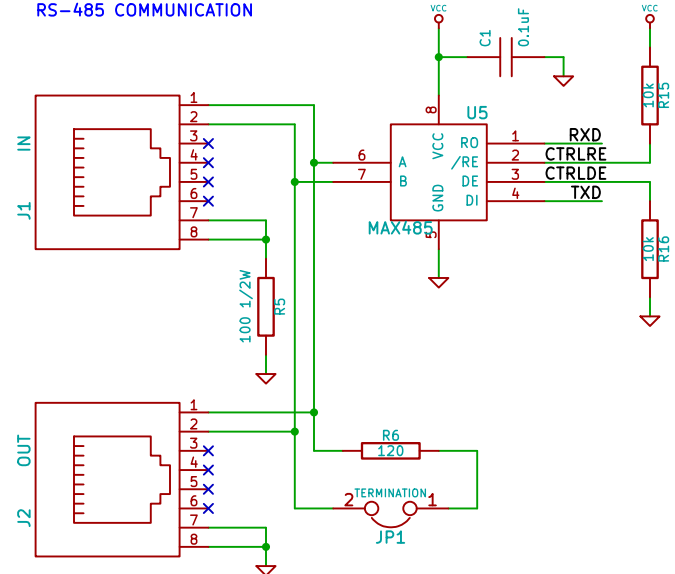 RS-485 COMMUNICATION
VCC
VCC
C1
0.1uF
10k
R15
IN
J1
1
2
3
4
5
6
7
8
U5
8
VCC
6
A
7
B
RO
1
RXD
/RE
2
CTRLRE
DE
3
CTRLDE
DI
4
TXD
GND
5
MAX485
10k
R16
100 1/2W
R5
OUT
J2
1
2
3
4
5
6
7
8
R6
120
2
TERMINATION
1
JP1